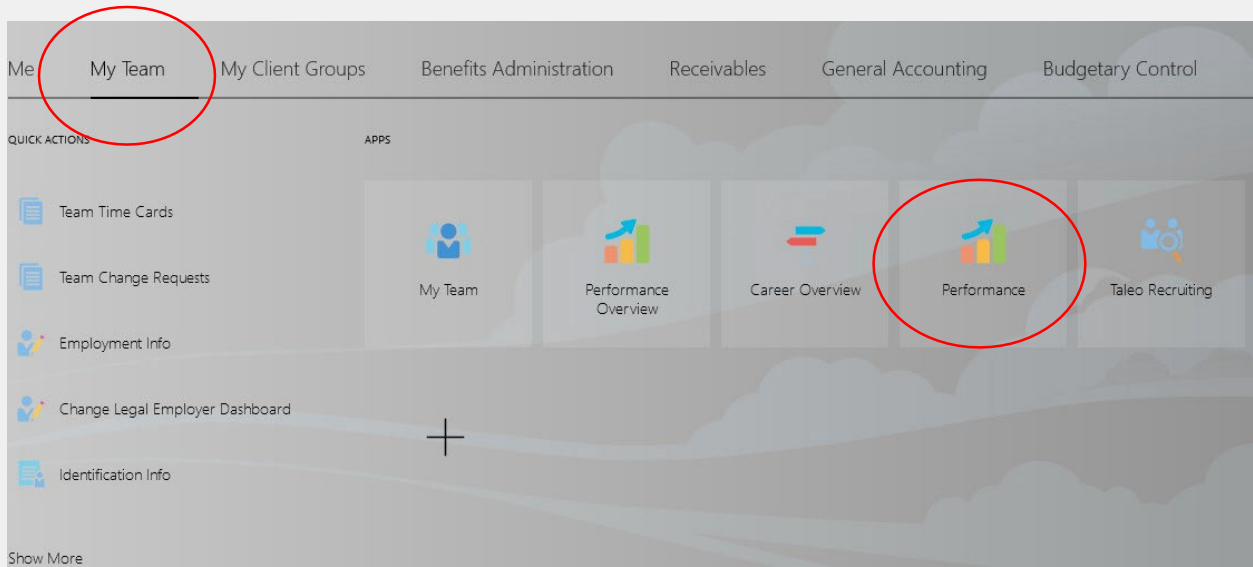 Me
My Team
My Client Groups
Benefits Administration
Receivables
General Accounting
Budgetary Control
QUICK ACTIONS
Team Time Cards
Team Change Requests
Employment Info
Change Legal Employer Dashboard
Identification Info
Show More
APPS
My Team
Performance
Overview
Career Overview
Performance
Taleo Recruiting